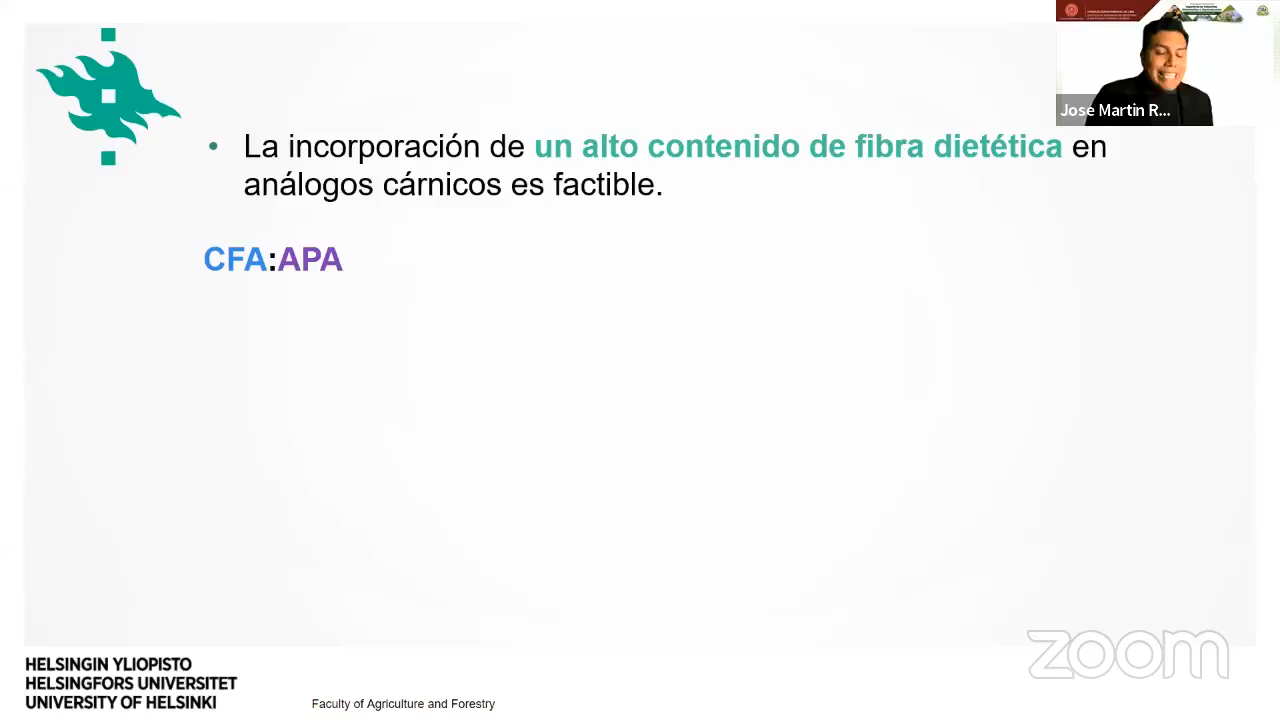 Jose Martin R...
• La incorporación de un alto contenido de fibra dietética en
análogos cárnicos es factible.
CFA:APA
HELSINGIN YLIOPISTO
HELSINGFORS UNIVERSITET
UNIVERSITY OF HELSINKI
Faculty of Agriculture and Forestry
zoom